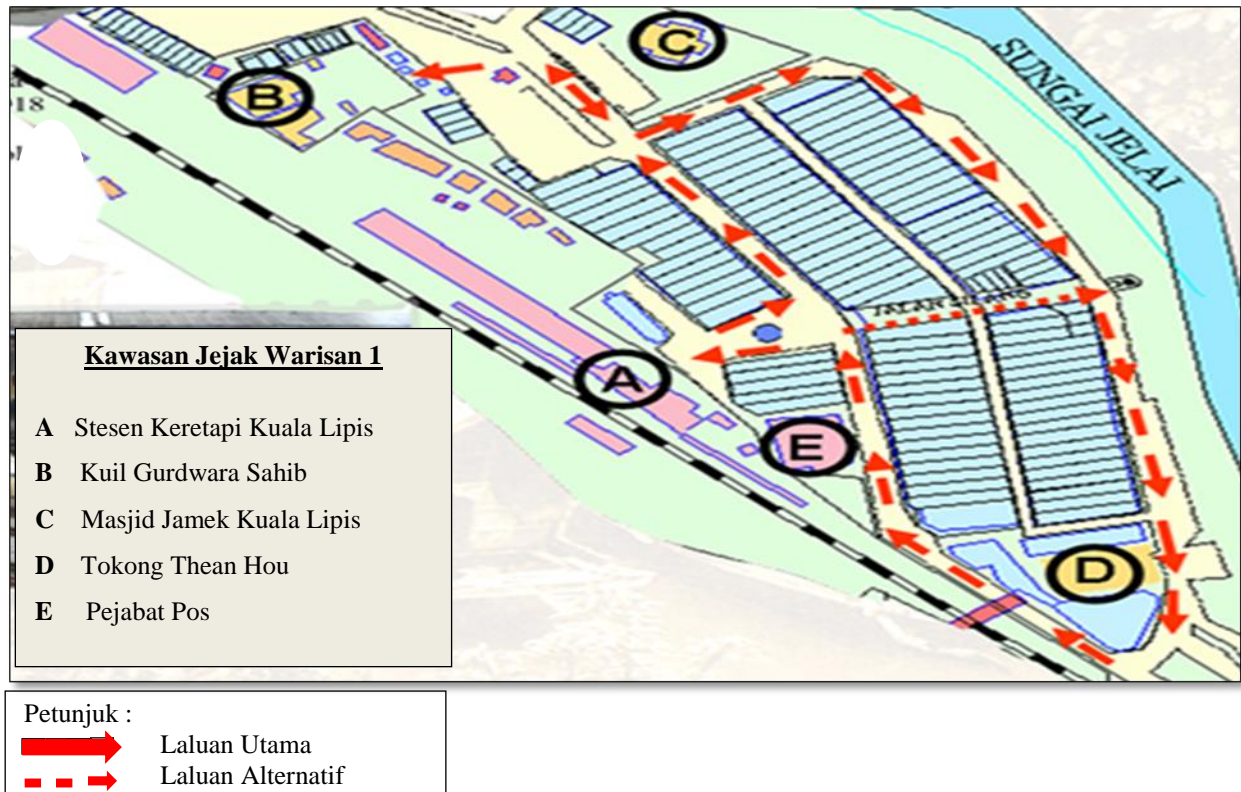 C
B
SUNGAI JELAI
018
A
E
D
Kawasan Jejak Warisan 1
A Stesen Keretapi Kuala Lipis
B Kuil Gurdwara Sahib
C Masjid Jamek Kuala Lipis
D Tokong Thean Hou
E Pejabat Pos
Petunjuk :
Laluan Utama
Laluan Alternatif